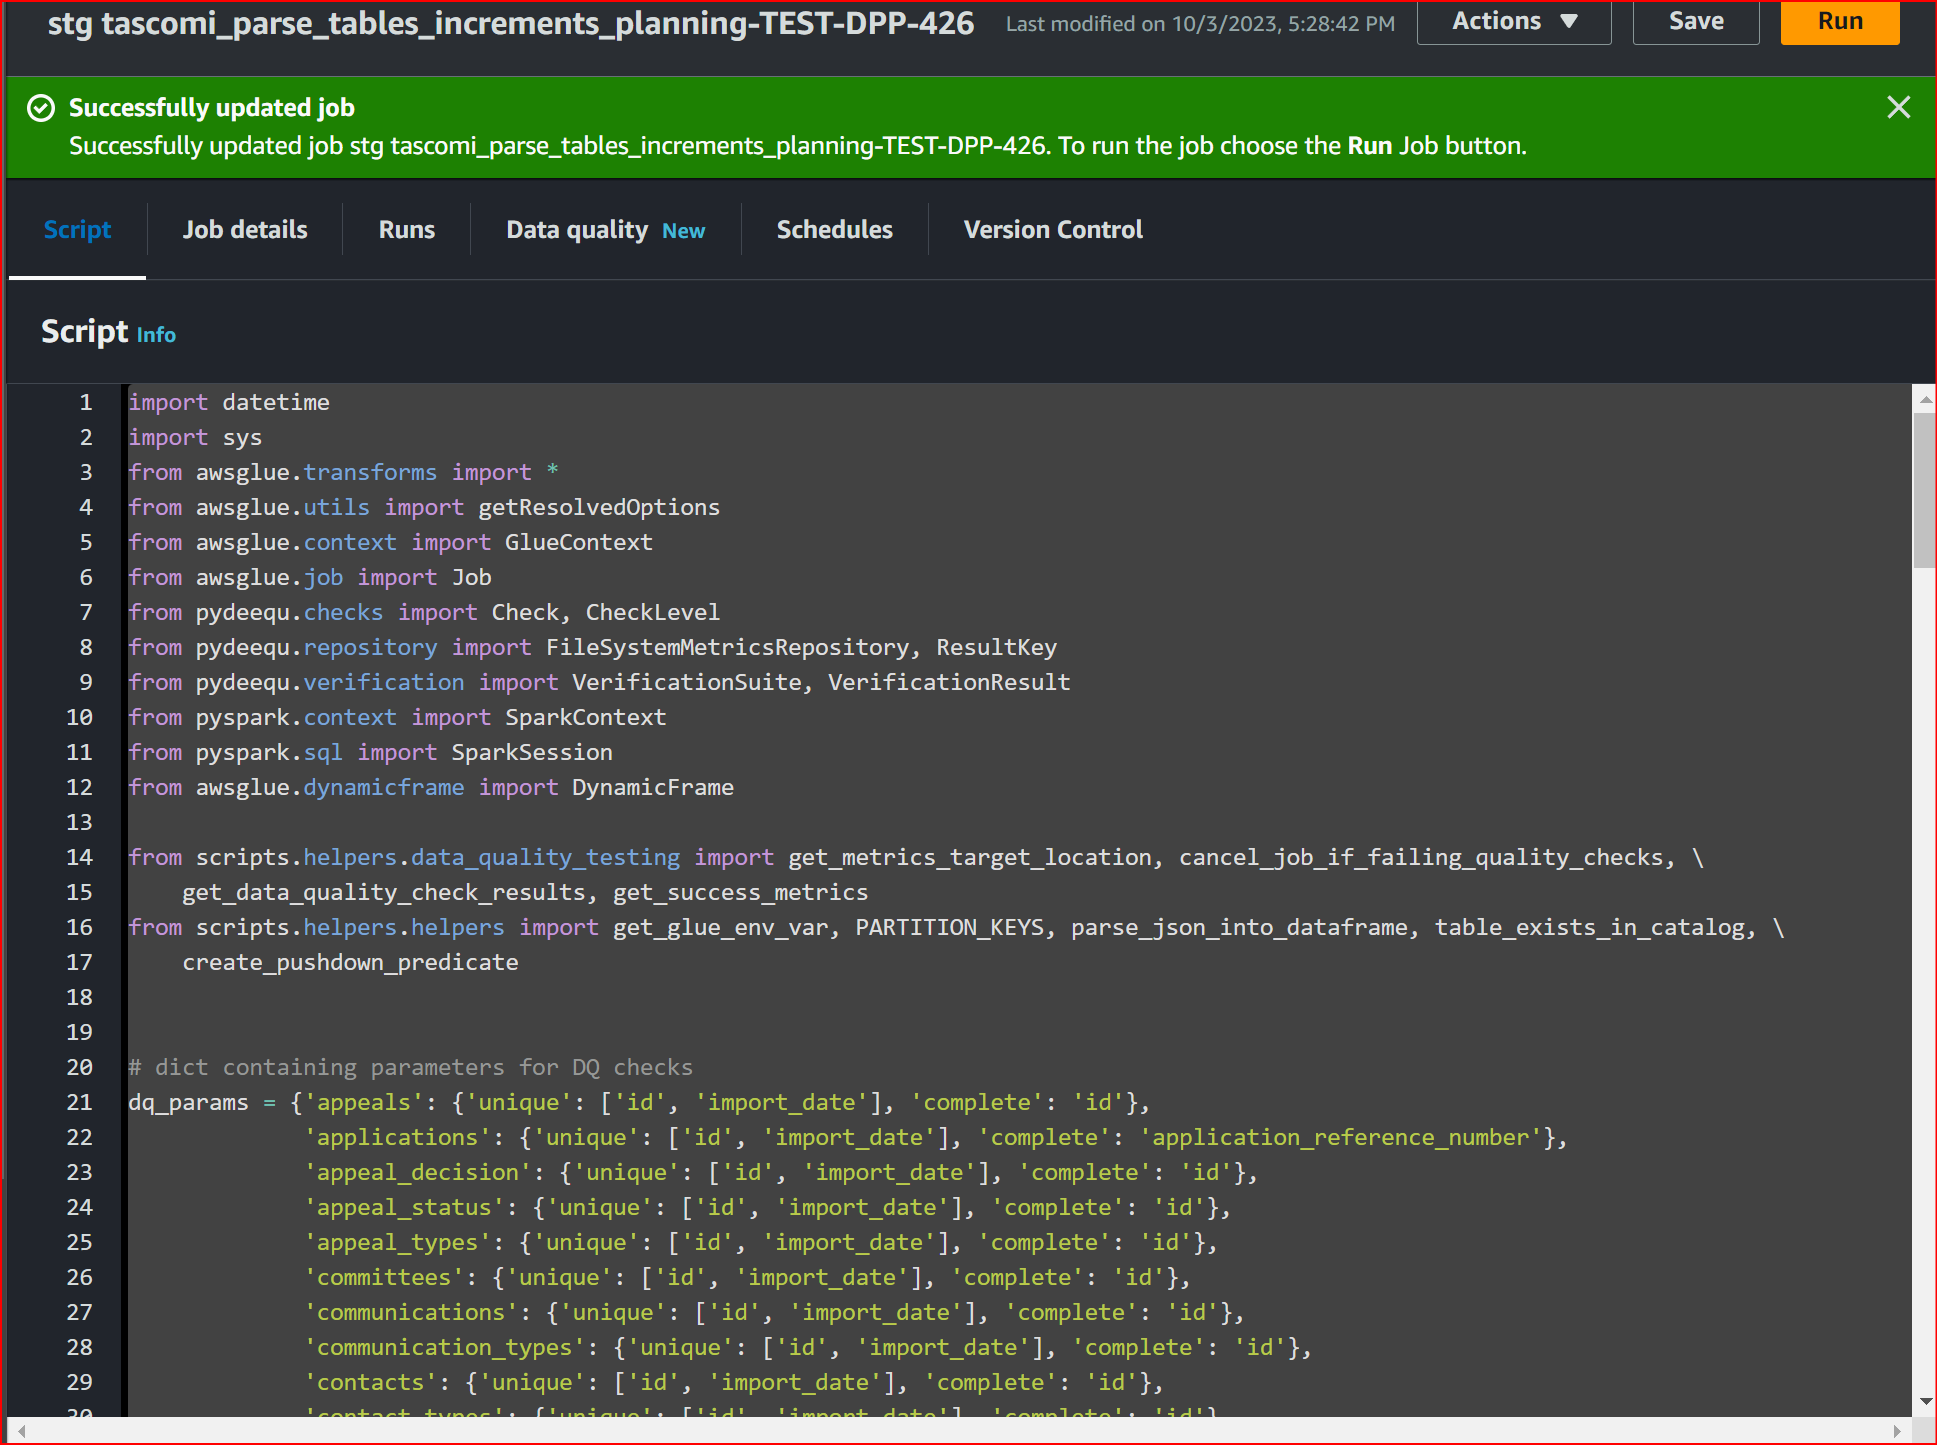 stg tascomi_parse_tables_increments_planning-TEST-DPP-426 Last modified on 10/3/2023, 5:28:42 PM Actions Save Run
Successfully updated job
Successfully updated job stg tascomi_parse_tables_increments_planning-TEST-DPP-426. To run the job choose the Run Job button.
Script Job details Runs Data quality New Schedules Version Control
Script Info
1 import datetime
2 import sys
3 from awsglue.transforms import *
4 from awsglue.utils import getResolvedOptions
5 from awsglue.context import GlueContext
6 from awsglue.job import Job
7 from pydeequ.checks import Check, CheckLevel
8 from pydeequ.repository import FileSystemMetricsRepository, ResultKey
9 from pydeequ.verification import VerificationSuite, VerificationResult
10 from pyspark.context import SparkContext
11 from pyspark.sql import SparkSession
12 from awsglue.dynamicframe import DynamicFrame
13
14 from scripts.helpers.data_quality_testing import get_metrics_target_location, cancel_job_if_failing_quality_checks, \
15 get_data_quality_check_results, get_success_metrics
16 from scripts.helpers.helpers import get_glue_env_var, PARTITION_KEYS, parse_json_into_dataframe, table_exists_in_catalog, \
17 create_pushdown_predicate
18
19
20 # dict containing parameters for DQ checks
21 dq_params = {'appeals': {'unique': ['id', 'import_date'], 'complete': 'id'},
22 'applications': {'unique': ['id', 'import_date'], 'complete': 'application_reference_number'},
23 'appeal_decision': {'unique': ['id', 'import_date'], 'complete': 'id'},
24 'appeal_status': {'unique': ['id', 'import_date'], 'complete': 'id'},
25 'appeal_types': {'unique': ['id', 'import_date'], 'complete': 'id'},
26 'committees': {'unique': ['id', 'import_date'], 'complete': 'id'},
27 'communications': {'unique': ['id', 'import_date'], 'complete': 'id'},
28 'communication_types': {'unique': ['id', 'import_date'], 'complete': 'id'},
29 'contacts': {'unique': ['id', 'import_date'], 'complete': 'id'},
30 'contact_types': {'unique': ['id', 'import_date'], 'complete': 'id'},